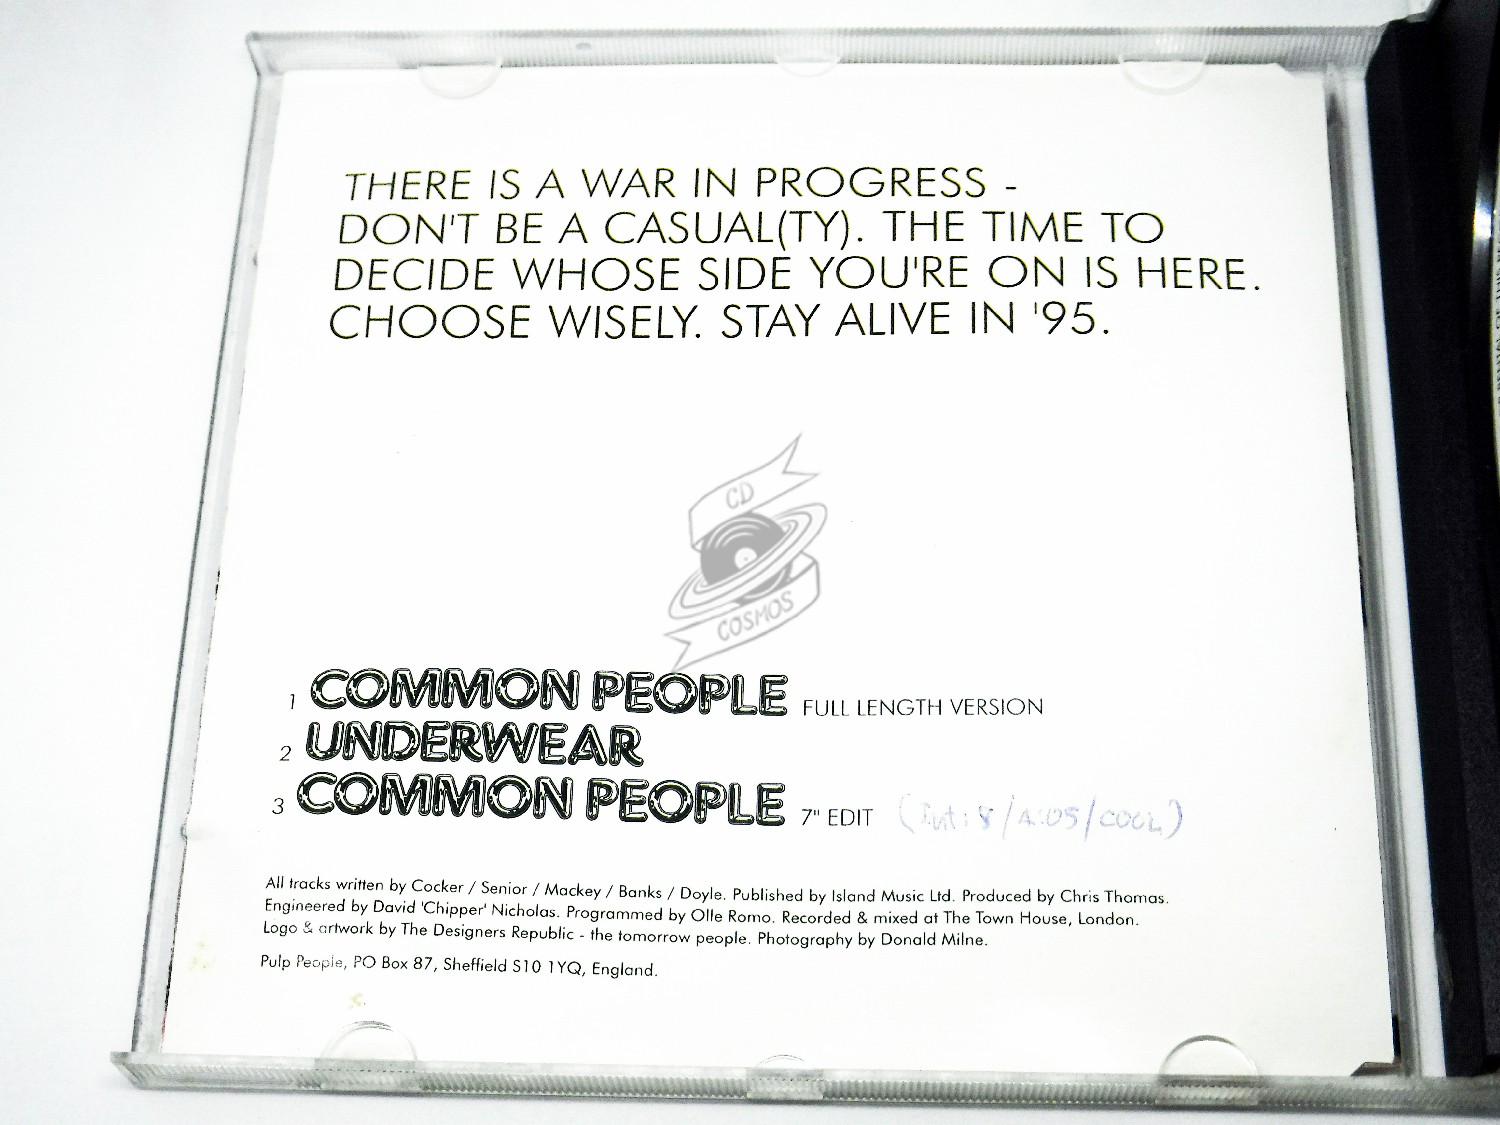 THERE IS A WAR IN PROGRESS -
DON'T BE A CASUAL(TY). THE TIME TO
DECIDE WHOSE SIDE YOU'RE ON IS HERE.
CHOOSE WISELY. STAY ALIVE IN '95.
CD
COSMOS
1 COMMON PEOPLE FULL LENGTH VERSION
2 UNDERWEAR
3 COMMON PEOPLE 7" EDIT (Int: 8/4:05/COOL)
All tracks written by Cocker / Senior / Mackey / Banks / Doyle. Published by Island Music Ltd. Produced by Chris Thomas.
Engineered by David 'Chipper' Nicholas. Programmed by Olle Romo. Recorded & mixed at The Town House, London.
Logo & artwork by The Designers Republic - the tomorrow people. Photography by Donald Milne.
Pulp People, PO Box 87, Sheffield S10 1YQ, England.